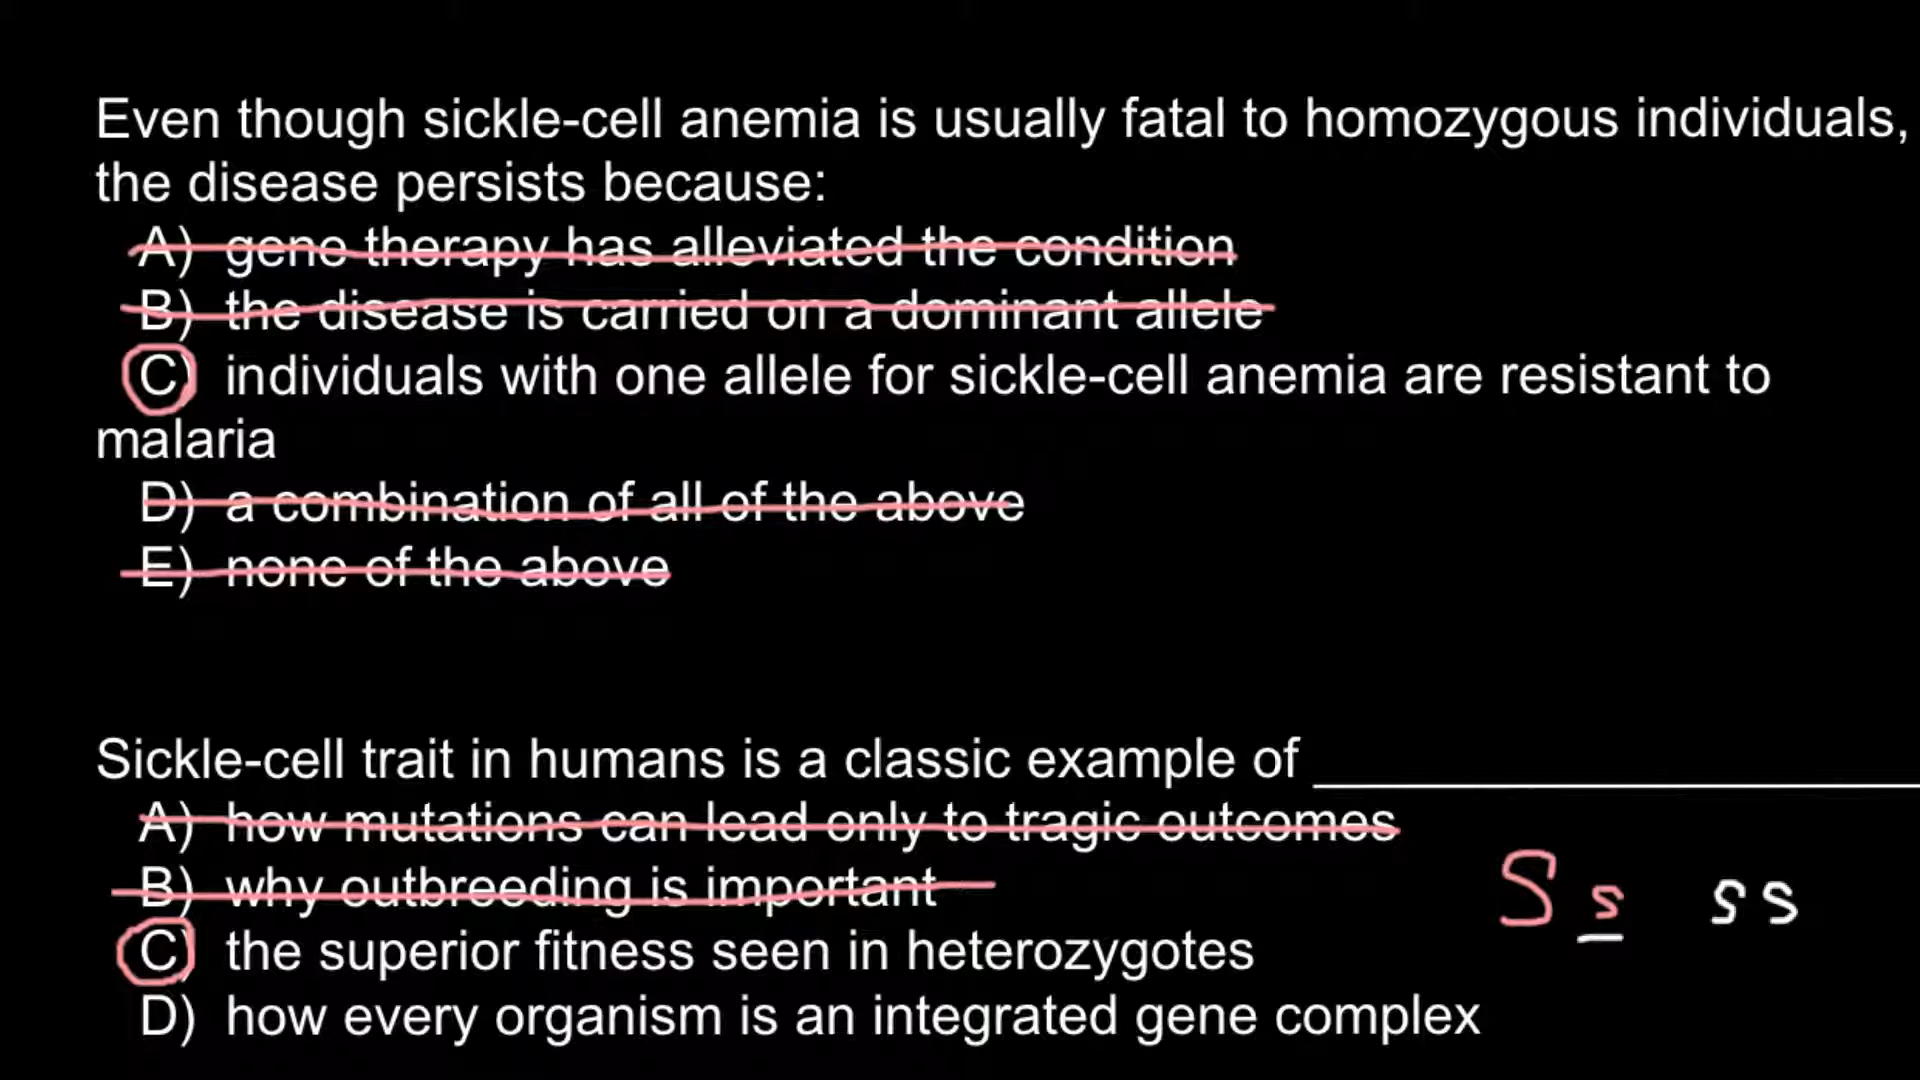 Even though sickle-cell anemia is usually fatal to homozygous individuals,
the disease persists because:
A) gene therapy has alleviated the condition
B) the disease is carried on a dominant allele
C) individuals with one allele for sickle-cell anemia are resistant to
malaria
D) a combination of all of the above
E) none of the above
Sickle-cell trait in humans is a classic example of ____________________
A) how mutations can lead only to tragic outcomes
B) why outbreeding is important
S s ss
C) the superior fitness seen in heterozygotes
D) how every organism is an integrated gene complex